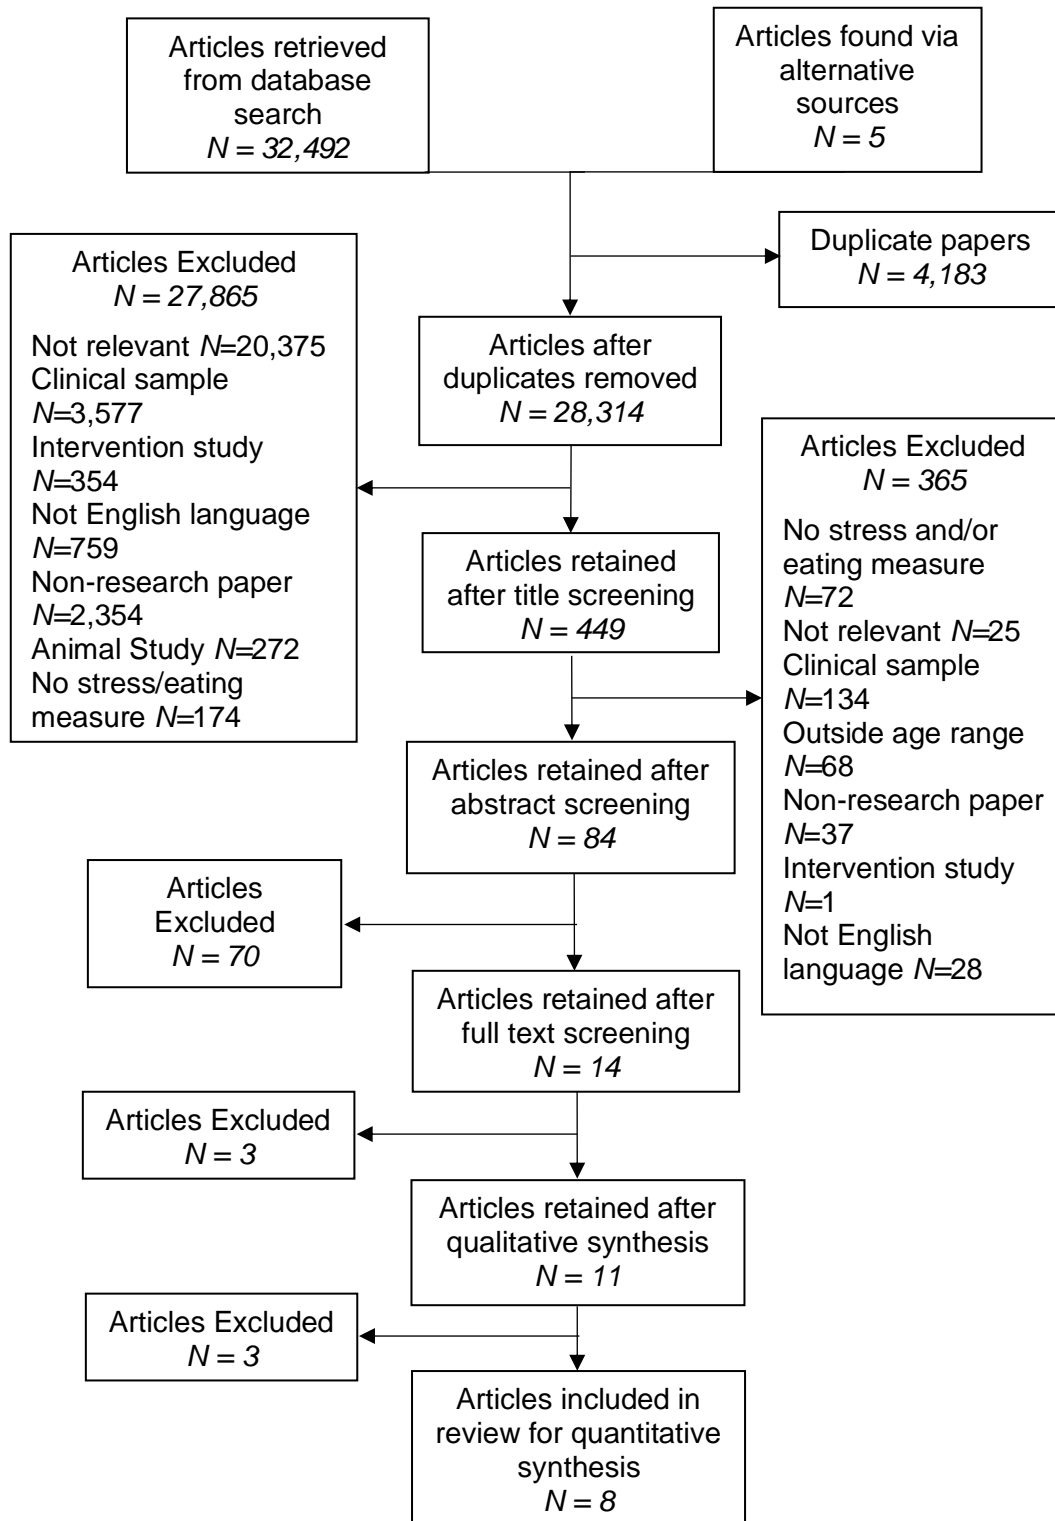 Articles retrieved
from database
search
N = 32,492
Articles found via
alternative
sources
N = 5
Duplicate papers
N = 4,183
Articles Excluded
N = 27,865
Not relevant N=20,375
Clinical sample
N=3,577
Intervention study
N=354
Not English language
N=759
Non-research paper
N=2,354
Animal Study N=272
No stress/eating
measure N=174
Articles after
duplicates removed
N = 28,314
Articles Excluded
N = 365
No stress and/or
eating measure
N=72
Not relevant N=25
Clinical sample
N=134
Outside age range
N=68
Non-research paper
N=37
Intervention study
N=1
Not English
language N=28
Articles retained
after title screening
N = 449
Articles retained after
abstract screening
N = 84
Articles
Excluded
N = 70
Articles retained after
full text screening
N = 14
Articles Excluded
N = 3
Articles retained after
qualitative synthesis
N = 11
Articles Excluded
N = 3
Articles included in
review for quantitative
synthesis
N = 8